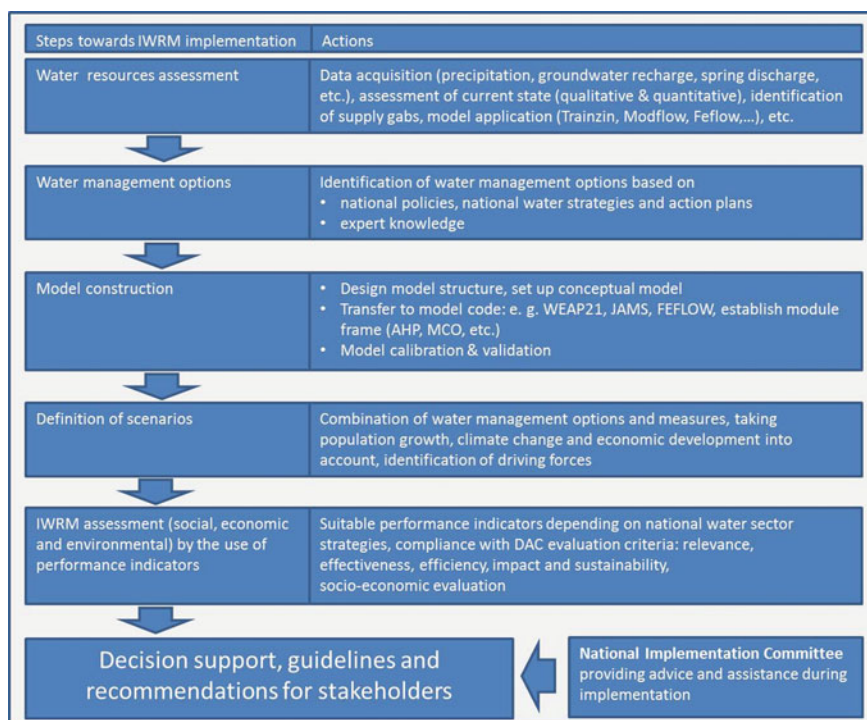 Steps towards IWRM implementation
Actions
Water resources assessment
Data acquisition (precipitation, groundwater recharge, spring discharge,
etc.), assessment of current state (qualitative & quantitative), identification
of supply gabs, model application (Trainzin, Modflow, Feflow,...), etc.
Water management options
Identification of water management options based on
• national policies, national water strategies and action plans
• expert knowledge
Model construction
• Design model structure, set up conceptual model
• Transfer to model code: e. g. WEAP21, JAMS, FEFLOW, establish module
frame (AHP, MCO, etc.)
• Model calibration & validation
Definition of scenarios
Combination of water management options and measures, taking
population growth, climate change and economic development into
account, identification of driving forces
IWRM assessment (social, economic
and environmental) by the use of
performance indicators
Suitable performance indicators depending on national water sector
strategies, compliance with DAC evaluation criteria: relevance,
effectiveness, efficiency, impact and sustainability,
socio-economic evaluation
Decision support, guidelines and
recommendations for stakeholders
National Implementation Committee
providing advice and assistance during
implementation